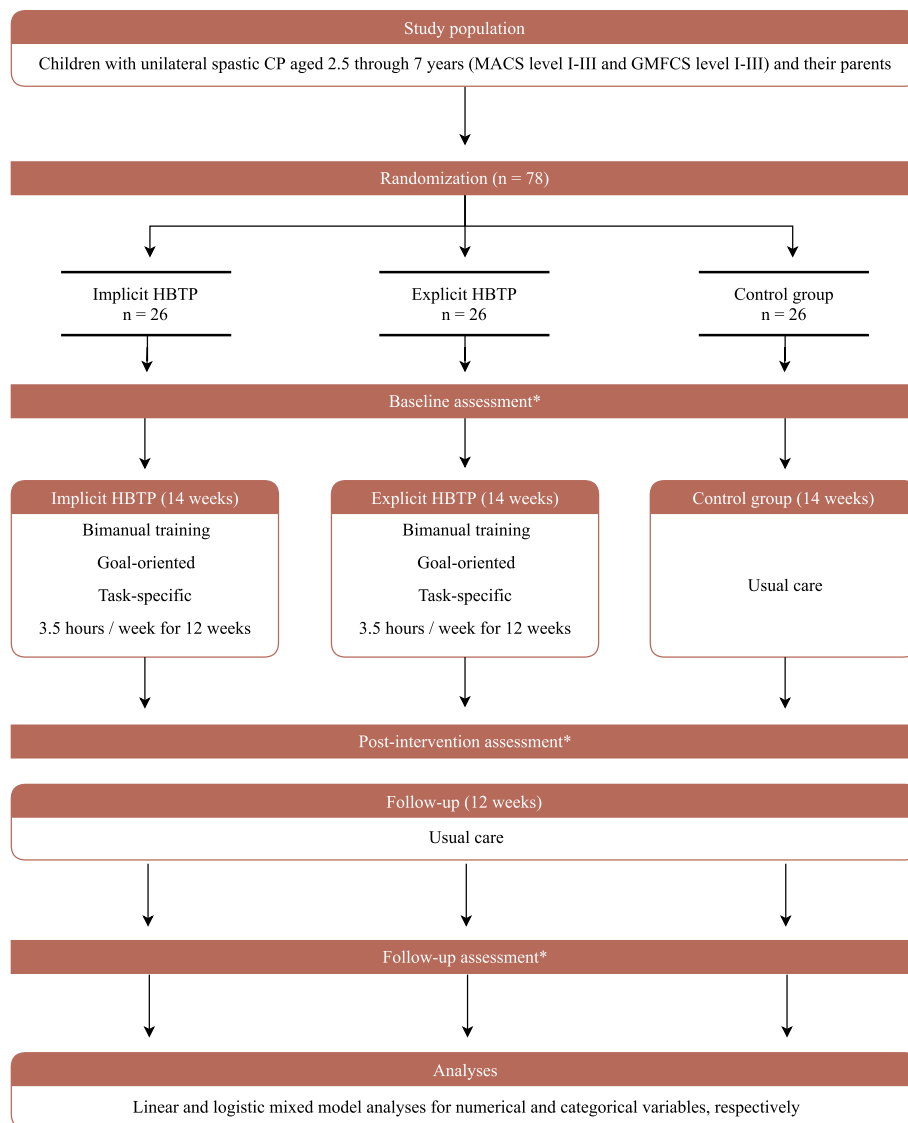 Study population
Children with unilateral spastic CP aged 2.5 through 7 years (MACS level I-III and GMFCS level I-III) and their parents
Randomization (n = 78)
Implicit HBTP
n = 26
Explicit HBTP
n = 26
Control group
n = 26
Baseline assessment*
Implicit HBTP (14 weeks)
Bimanual training
Goal-oriented
Task-specific
3.5 hours / week for 12 weeks
Explicit HBTP (14 weeks)
Bimanual training
Goal-oriented
Task-specific
3.5 hours / week for 12 weeks
Control group (14 weeks)
Usual care
Post-intervention assessment*
Follow-up (12 weeks)
Usual care
Follow-up assessment*
Analyses
Linear and logistic mixed model analyses for numerical and categorical variables, respectively